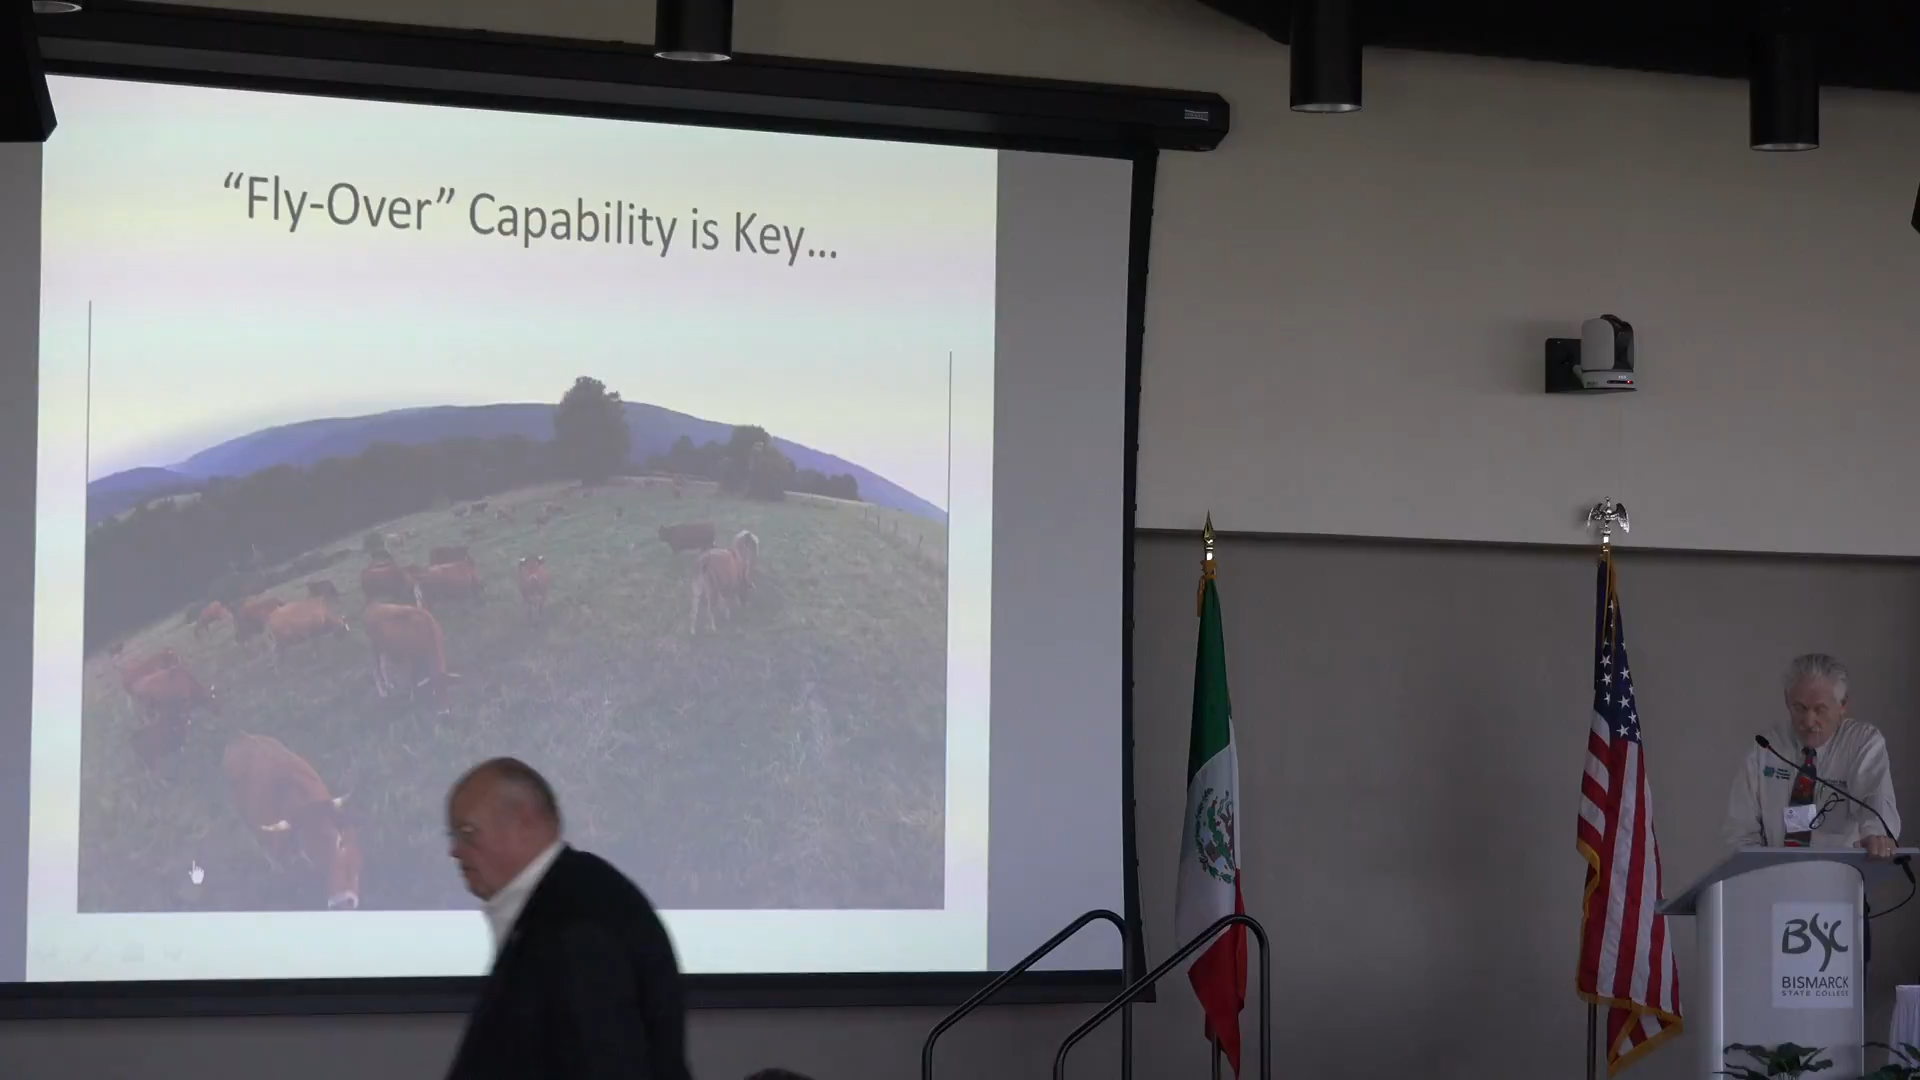 “Fly-Over” Capability is Key...
BSC
BISMARCK
STATE COLLEGE